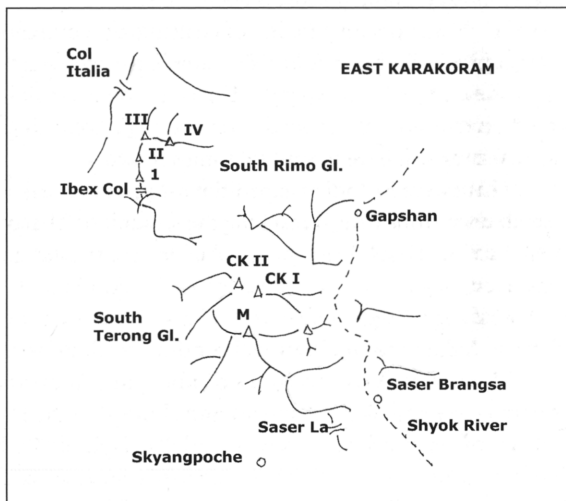 Col
Italia
EAST KARAKORAM
III
IV
II
1
South Rimo Gl.
Ibex Col
Gapshan
CK II
CK I
M
South
Terong Gl.
Saser Brangsa
Saser La
Shyok River
Skyangpoche